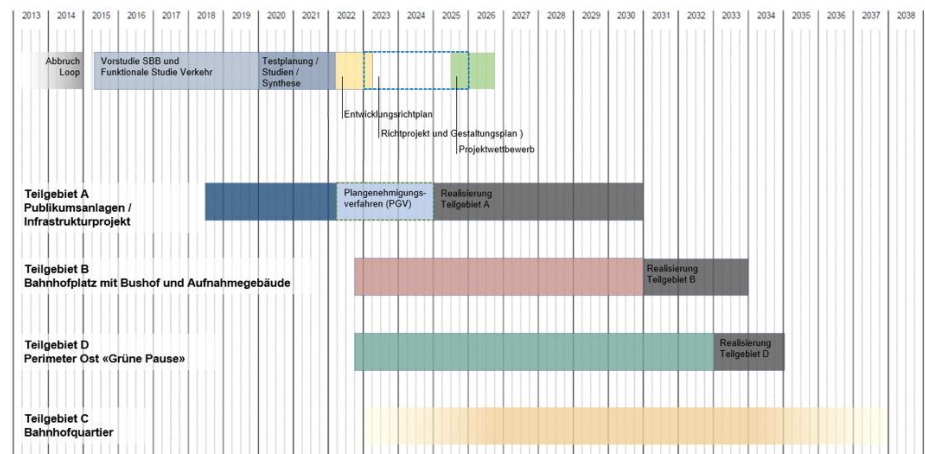 2013 2014 2015 2016 2017 2018 2019 2020 2021 2022 2023 2024 2025 2026 2027 2028 2029 2030 2031 2032 2033 2034 2035 2036 2037 2038
Abbruch
Loop
Vorstudie SBB und
Funktionale Studie Verkehr
Testplanung /
Studien /
Synthese
Entwicklungsrichtplan
Richtprojekt und Gestaltungsplan )
Projektwettbewerb
Teilgebiet A
Publikumsanlagen /
Infrastrukturprojekt
Plangenehmigungs-
verfahren (PGV)
Realisierung
Teilgebiet A
Teilgebiet B
Bahnhofplatz mit Bushof und Aufnahmegebäude
Realisierung
Teilgebiet B
Teilgebiet D
Perimeter Ost «Grüne Pause»
Realisierung
Teilgebiet D
Teilgebiet C
Bahnhofquartier